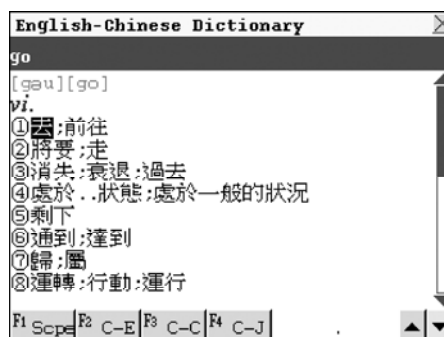 English-Chinese Dictionary
go
[gəu][go]
vi.
①去;前往
②將要;走
③消失;衰退;過去
④處於..狀態;處於一般的狀況
⑤剩下
⑥通到;達到
⑦歸;屬
⑧運轉;行動;運行
F1 Scpe F2 C-E F3 C-C F4 C-J